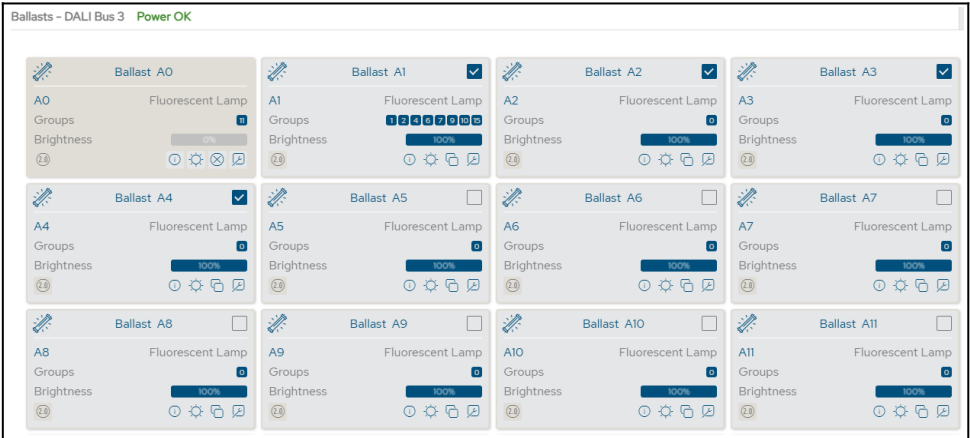 Ballasts - DALI Bus 3 Power OK
Ballast A0
A0 Fluorescent Lamp
Groups 11
Brightness 0%
2.0
Ballast A1
A1 Fluorescent Lamp
Groups 1 2 4 6 7 9 10 15
Brightness 100%
2.0
Ballast A2
A2 Fluorescent Lamp
Groups 0
Brightness 100%
2.0
Ballast A3
A3 Fluorescent Lamp
Groups 0
Brightness 100%
2.0
Ballast A4
A4 Fluorescent Lamp
Groups 0
Brightness 100%
2.0
Ballast A5
A5 Fluorescent Lamp
Groups 0
Brightness 100%
2.0
Ballast A6
A6 Fluorescent Lamp
Groups 0
Brightness 100%
2.0
Ballast A7
A7 Fluorescent Lamp
Groups 0
Brightness 100%
2.0
Ballast A8
A8 Fluorescent Lamp
Groups 0
Brightness 100%
2.0
Ballast A9
A9 Fluorescent Lamp
Groups 0
Brightness 100%
2.0
Ballast A10
A10 Fluorescent Lamp
Groups 0
Brightness 100%
2.0
Ballast A11
A11 Fluorescent Lamp
Groups 0
Brightness 100%
2.0